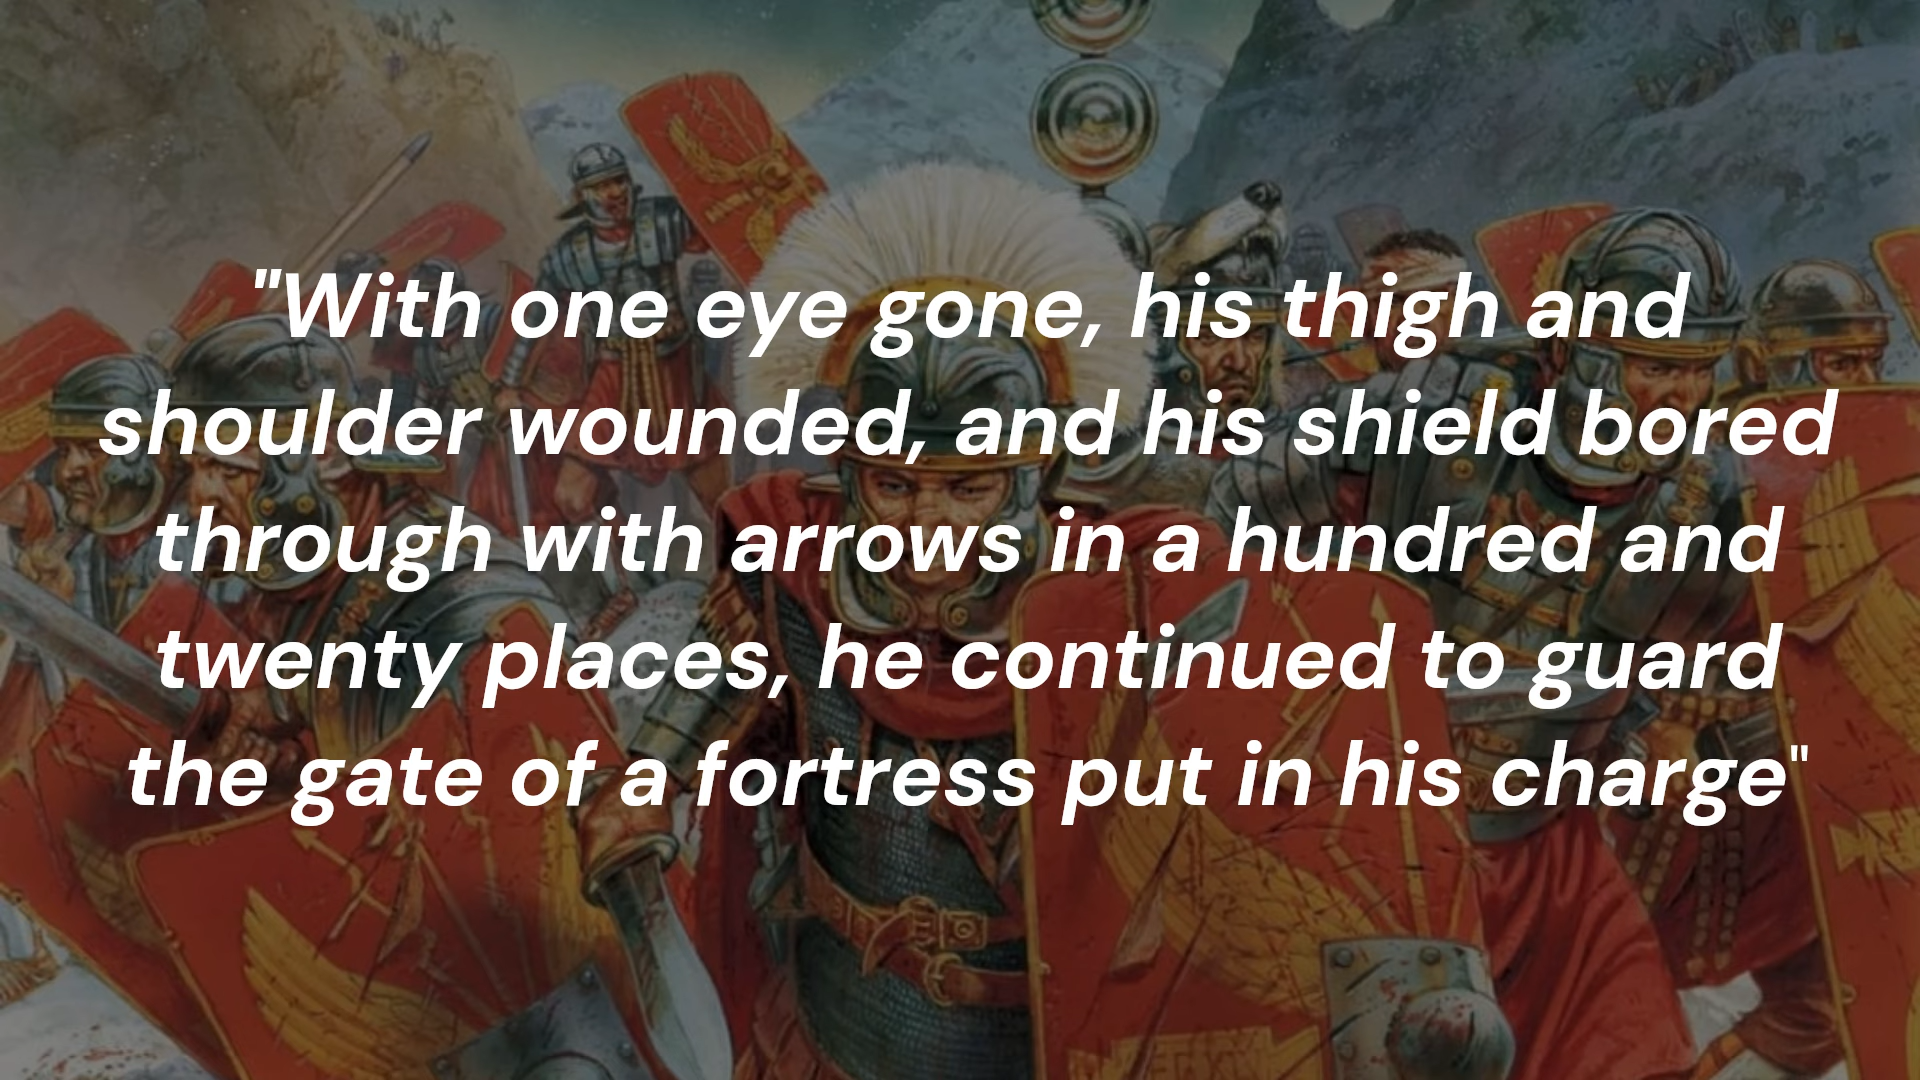 "With one eye gone, his thigh and
shoulder wounded, and his shield bored
through with arrows in a hundred and
twenty places, he continued to guard
the gate of a fortress put in his charge"